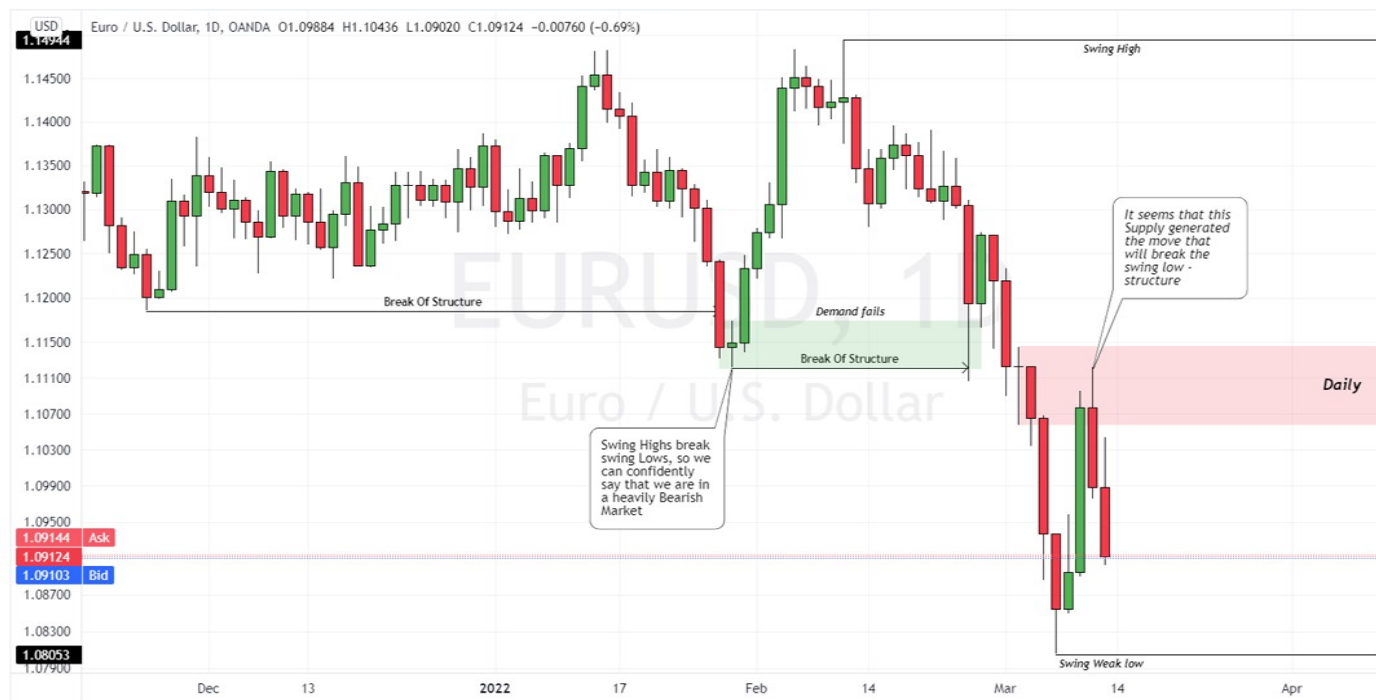 USD
Euro / U.S. Dollar, 1D, OANDA O1.09884 H1.10436 L1.09020 C1.09124 −0.00760 (−0.69%)
1.14944
Swing High
1.14500
1.14000
1.13500
1.13000
It seems that this
Supply generated
the move that
will break the
swing low -
structure
1.12500
EURUSD, 1D
1.12000
Break Of Structure
Demand fails
1.11500
Break Of Structure
1.11100
Daily
Euro / U.S. Dollar
1.10700
Swing Highs break
swing Lows, so we
can confidently
say that we are in
a heavily Bearish
Market
1.10300
1.09900
1.09500
1.09144 Ask
1.09124
1.09103 Bid
1.08700
1.08300
1.08053
Swing Weak low
1.07900
Dec 13 2022 17 Feb 14 Mar 14 Apr